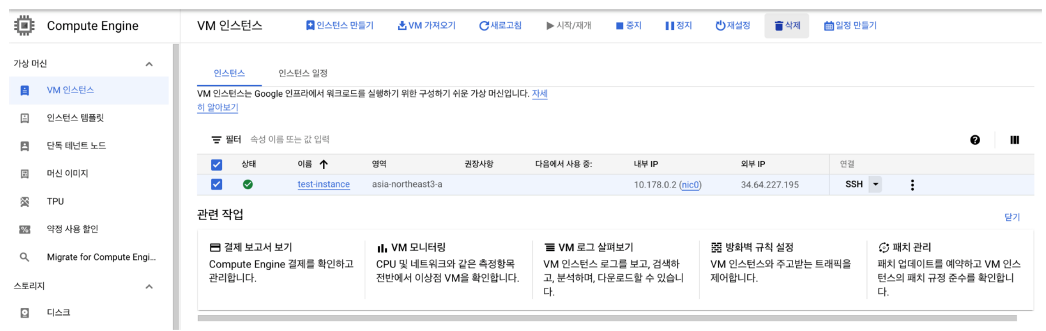 Compute Engine
VM 인스턴스
인스턴스 만들기
VM 가져오기
새로고침
시작/재개
중지
정지
재설정
삭제
일정 만들기
가상 머신
VM 인스턴스
인스턴스 템플릿
단독 테넌트 노드
머신 이미지
TPU
약정 사용 할인
Migrate for Compute Engi...
스토리지
디스크
인스턴스
인스턴스 일정
VM 인스턴스는 Google 인프라에서 워크로드를 실행하기 위한 구성하기 쉬운 가상 머신입니다. 자세
히 알아보기
필터 속성 이름 또는 값 입력
상태 이름 영역 권장사항 다음에서 사용 중: 내부 IP 외부 IP 연결
test-instance asia-northeast3-a 10.178.0.2 (nic0) 34.64.227.195 SSH
관련 작업
닫기
결제 보고서 보기
Compute Engine 결제를 확인하고
관리합니다.
VM 모니터링
CPU 및 네트워크와 같은 측정항목
전반에서 이상점 VM을 확인합니다.
VM 로그 살펴보기
VM 인스턴스 로그를 보고, 검색하
고, 분석하며, 다운로드할 수 있습니
다.
방화벽 규칙 설정
VM 인스턴스와 주고받는 트래픽을
제어합니다.
패치 관리
패치 업데이트를 예약하고 VM 인스
턴스의 패치 규정 준수를 확인합니
다.